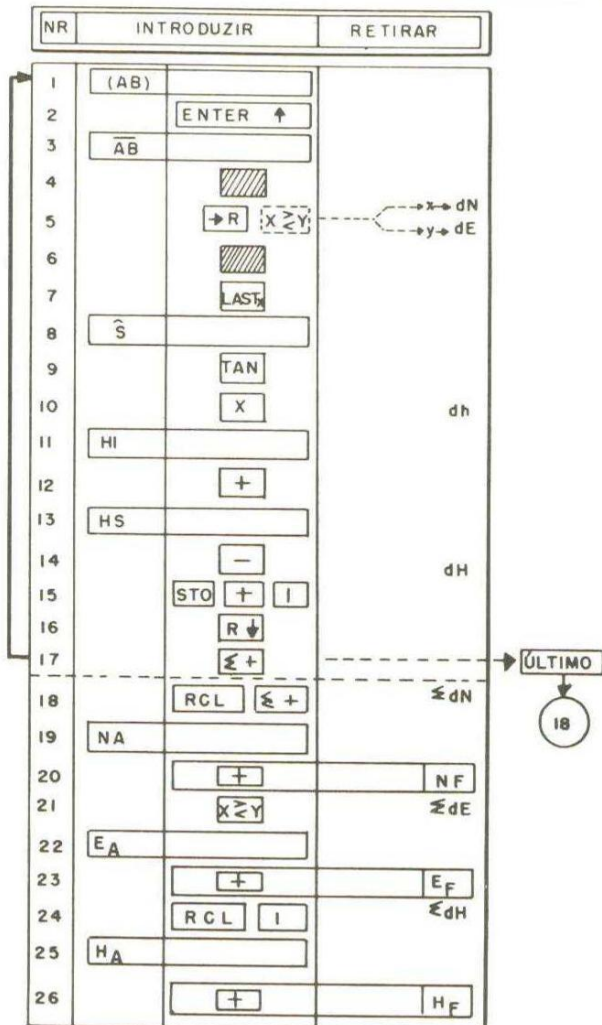 NR INTRODUZIR RETIRAR
1 (AB)
2 ENTER ↑
3 A̅B̅
4
5 →R X≷Y x→dN
y→dE
6
7 LASTx
8 Ŝ
9 TAN
10 X dh
11 HI
12 +
13 HS
14 − dH
15 STO + I
16 R↓
17 Σ+ ÚLTIMO
18 RCL Σ+ ΣdN 18
19 NA
20 + NF
21 X≷Y ΣdE
22 EA
23 + EF
24 RCL I ΣdH
25 HA
26 + HF